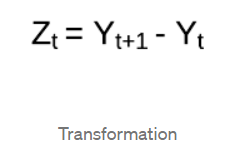 Zt = Yt+1 - Yt
Transformation